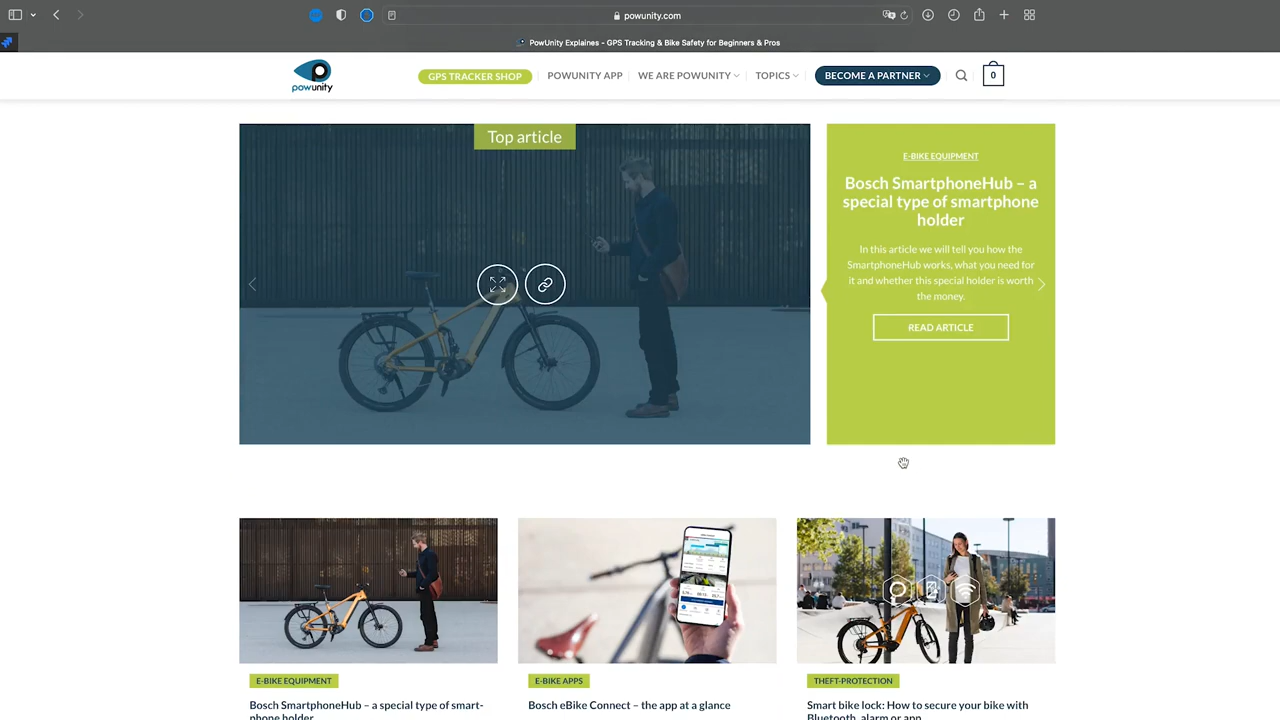 powunity.com
PowUnity Explaines - GPS Tracking & Bike Safety for Beginners & Pros
powunity
GPS TRACKER SHOP
POWUNITY APP
WE ARE POWUNITY
TOPICS
BECOME A PARTNER
0
Top article
E-BIKE EQUIPMENT
Bosch SmartphoneHub – a
special type of smartphone
holder
In this article we will tell you how the
SmartphoneHub works, what you need for
it and whether this special holder is worth
the money.
READ ARTICLE
E-BIKE EQUIPMENT
Bosch SmartphoneHub – a special type of smart-
phone holder
E-BIKE APPS
Bosch eBike Connect – the app at a glance
THEFT-PROTECTION
Smart bike lock: How to secure your bike with
Bluetooth, alarm or app